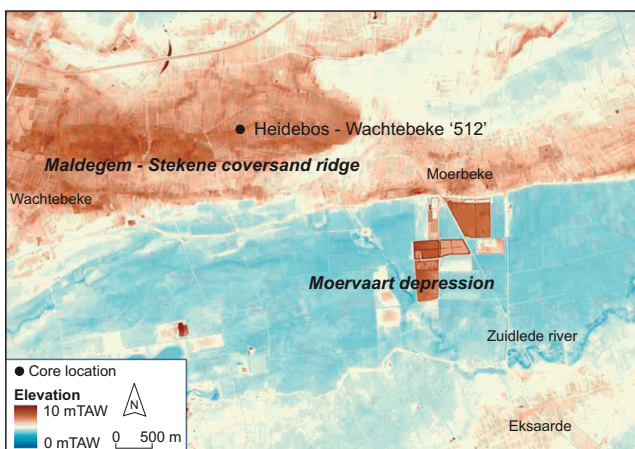 Heidebos - Wachtebeke '512'
Maldegem - Stekene coversand ridge
Moerbeke
Wachtebeke
Moervaart depression
Zuidlede river
Core location
Elevation
10 mTAW
N
0 mTAW
0 500 m
Eksaarde